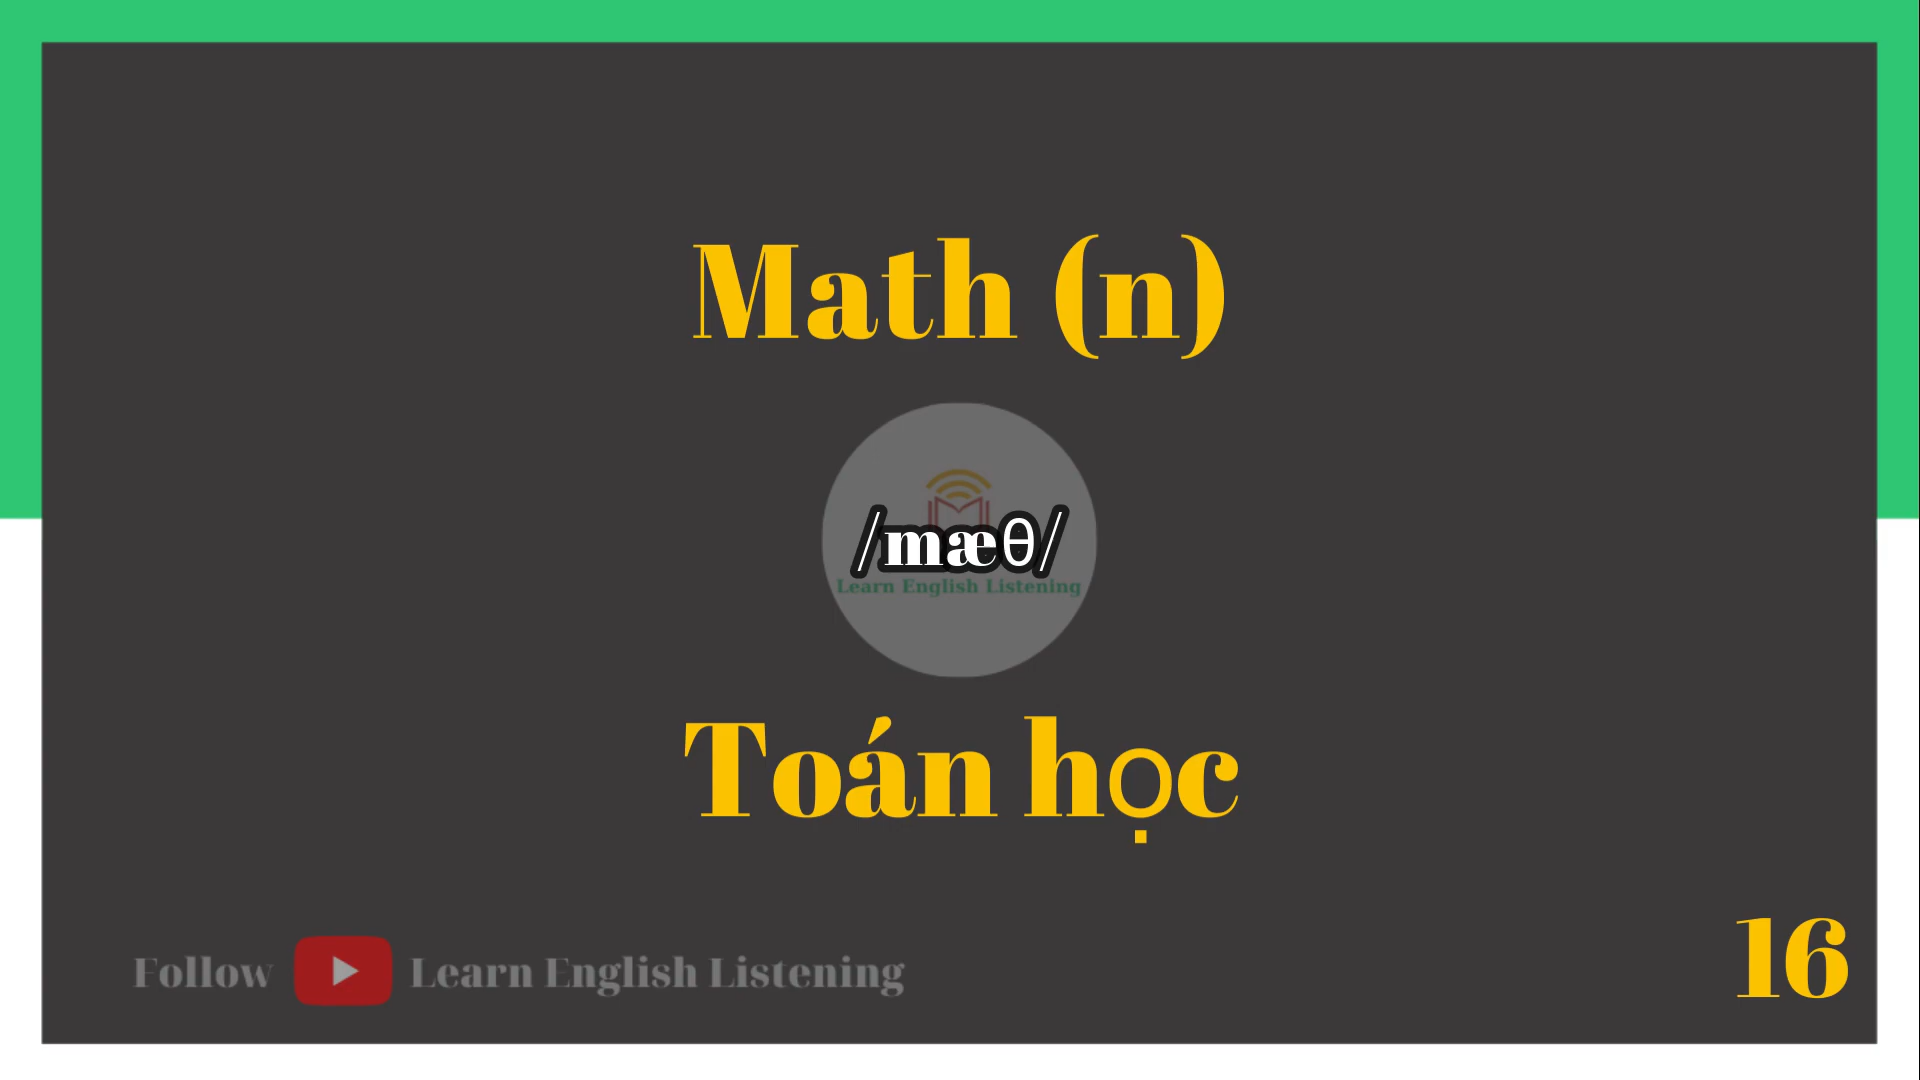 Math (n)
/mæθ/
Learn English Listening
Toán học
16
Follow Learn English Listening